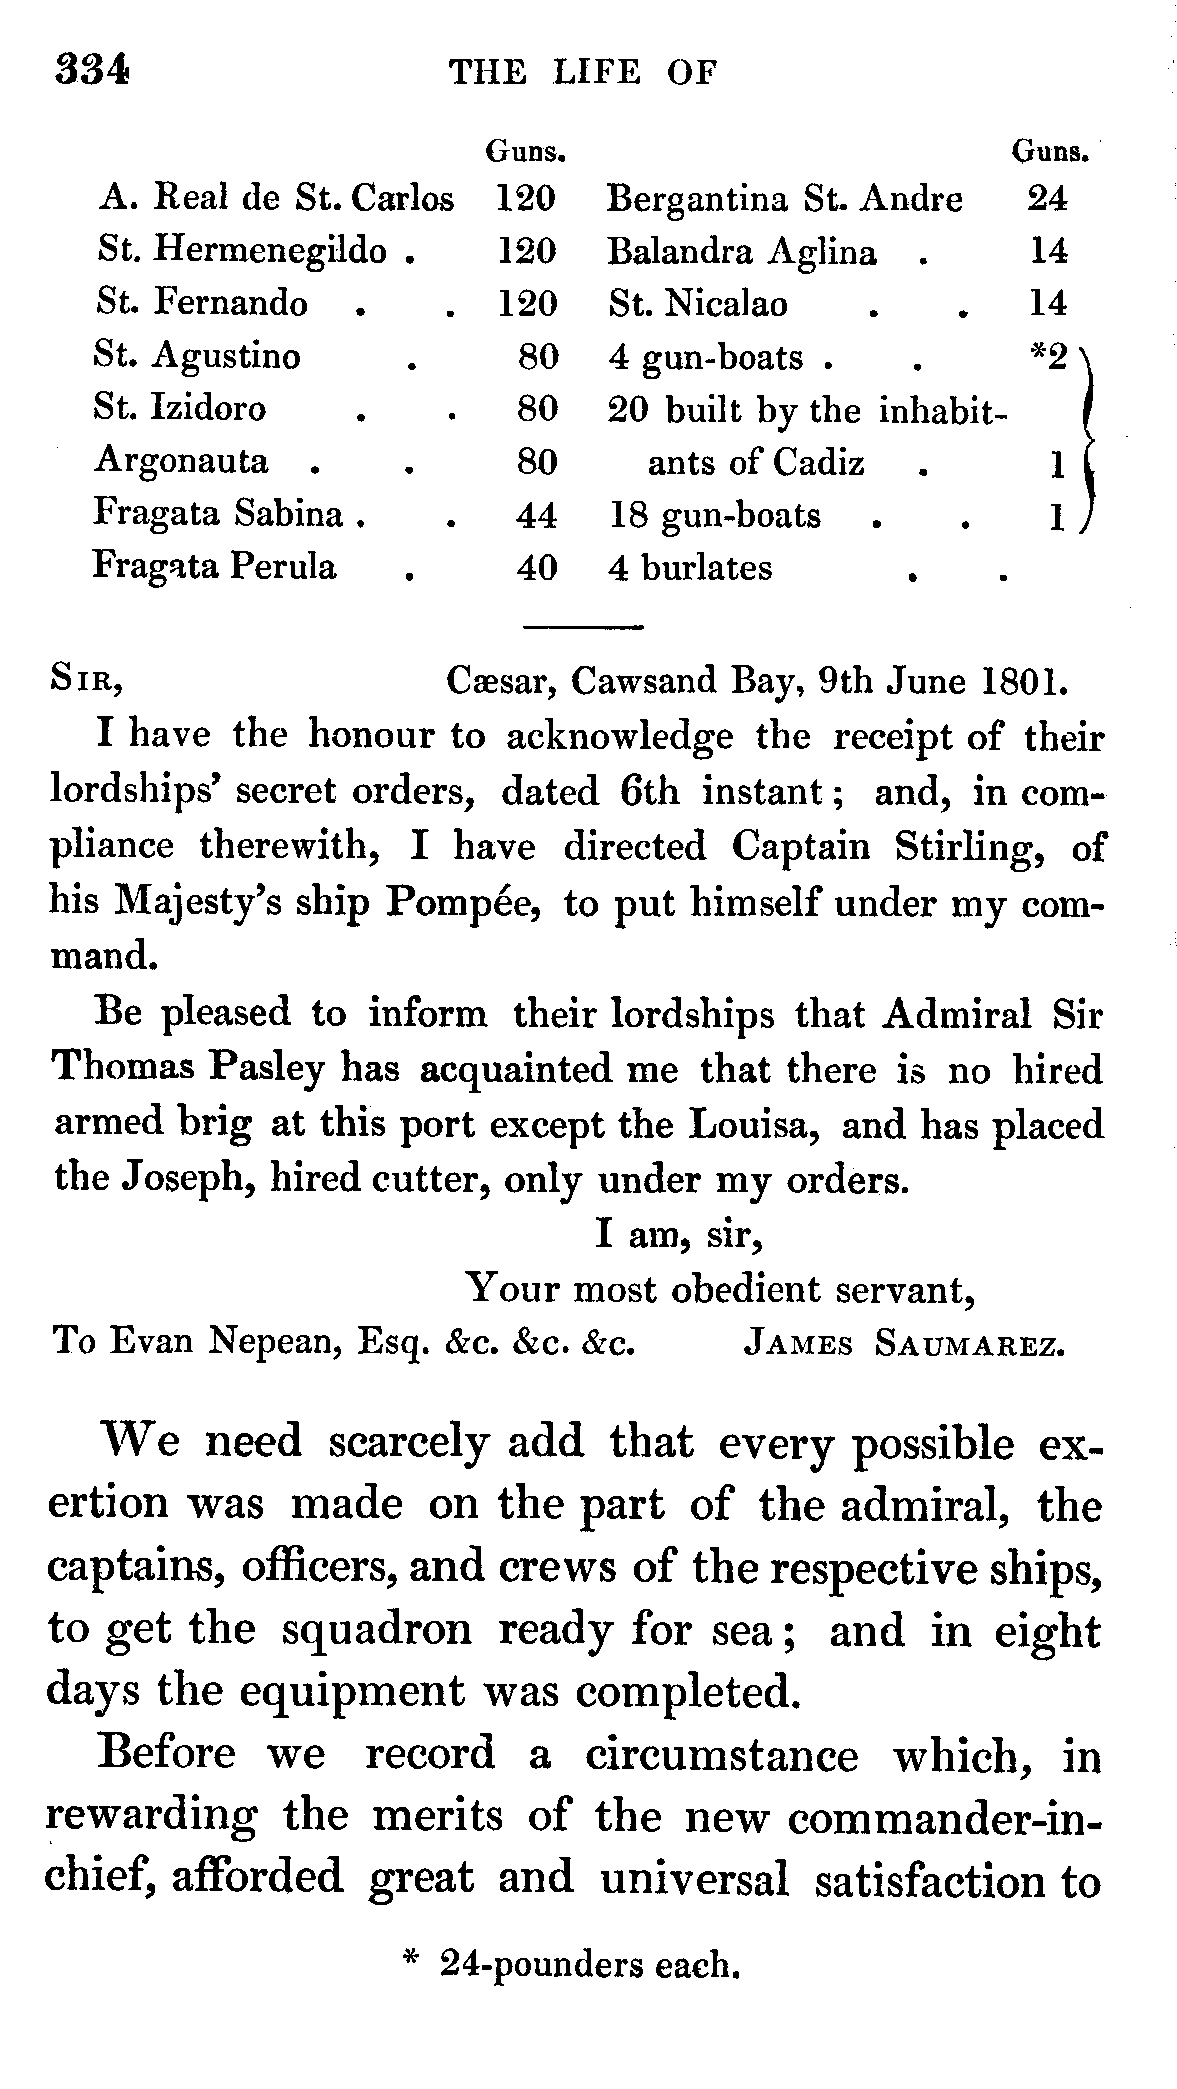 334 THE LIFE OF
Guns. Guns.
A. Real de St. Carlos 120 Bergantina St. Andre 24
St. Hermenegildo . 120 Balandra Aglina . 14
St. Fernando . . 120 St. Nicalao . . 14
St. Agustino . 80 4 gun-boats . . *2
St. Izidoro . . 80 20 built by the inhabit-
Argonauta . . 80 ants of Cadiz . 1
Fragata Sabina . . 44 18 gun-boats . . 1
Fragata Perula . 40 4 burlates . .
SIR, Cæsar, Cawsand Bay, 9th June 1801.
I have the honour to acknowledge the receipt of their
lordships' secret orders, dated 6th instant; and, in com-
pliance therewith, I have directed Captain Stirling, of
his Majesty's ship Pompée, to put himself under my com-
mand.
Be pleased to inform their lordships that Admiral Sir
Thomas Pasley has acquainted me that there is no hired
armed brig at this port except the Louisa, and has placed
the Joseph, hired cutter, only under my orders.
I am, sir,
Your most obedient servant,
To Evan Nepean, Esq. &c. &c. &c. JAMES SAUMAREZ.
We need scarcely add that every possible ex-
ertion was made on the part of the admiral, the
captains, officers, and crews of the respective ships,
to get the squadron ready for sea; and in eight
days the equipment was completed.
Before we record a circumstance which, in
rewarding the merits of the new commander-in-
chief, afforded great and universal satisfaction to
* 24-pounders each.